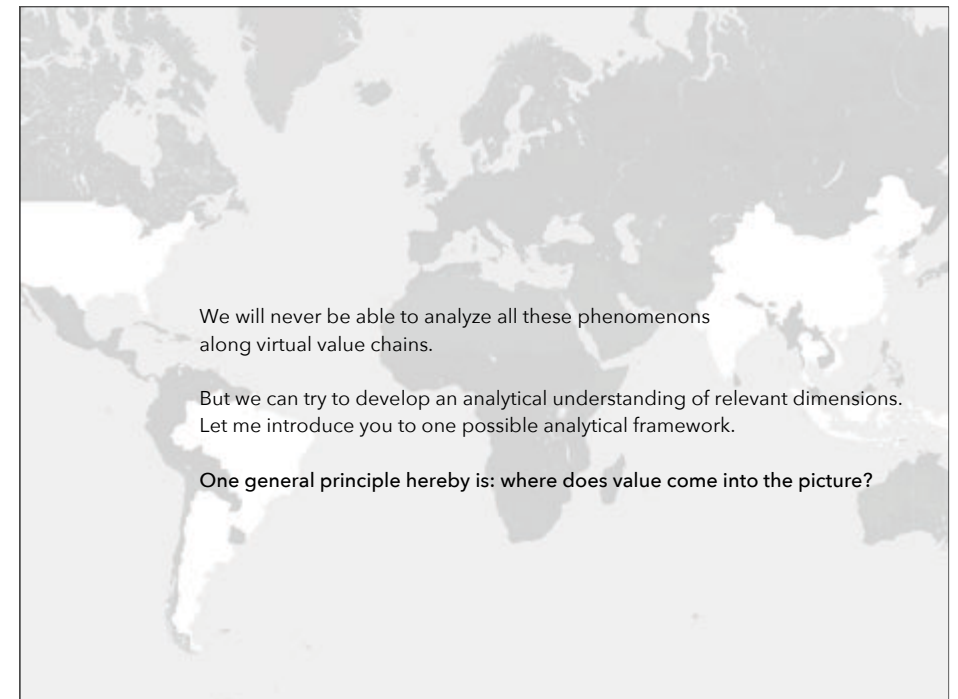 We will never be able to analyze all these phenomenons
along virtual value chains.
But we can try to develop an analytical understanding of relevant dimensions.
Let me introduce you to one possible analytical framework.
One general principle hereby is: where does value come into the picture?